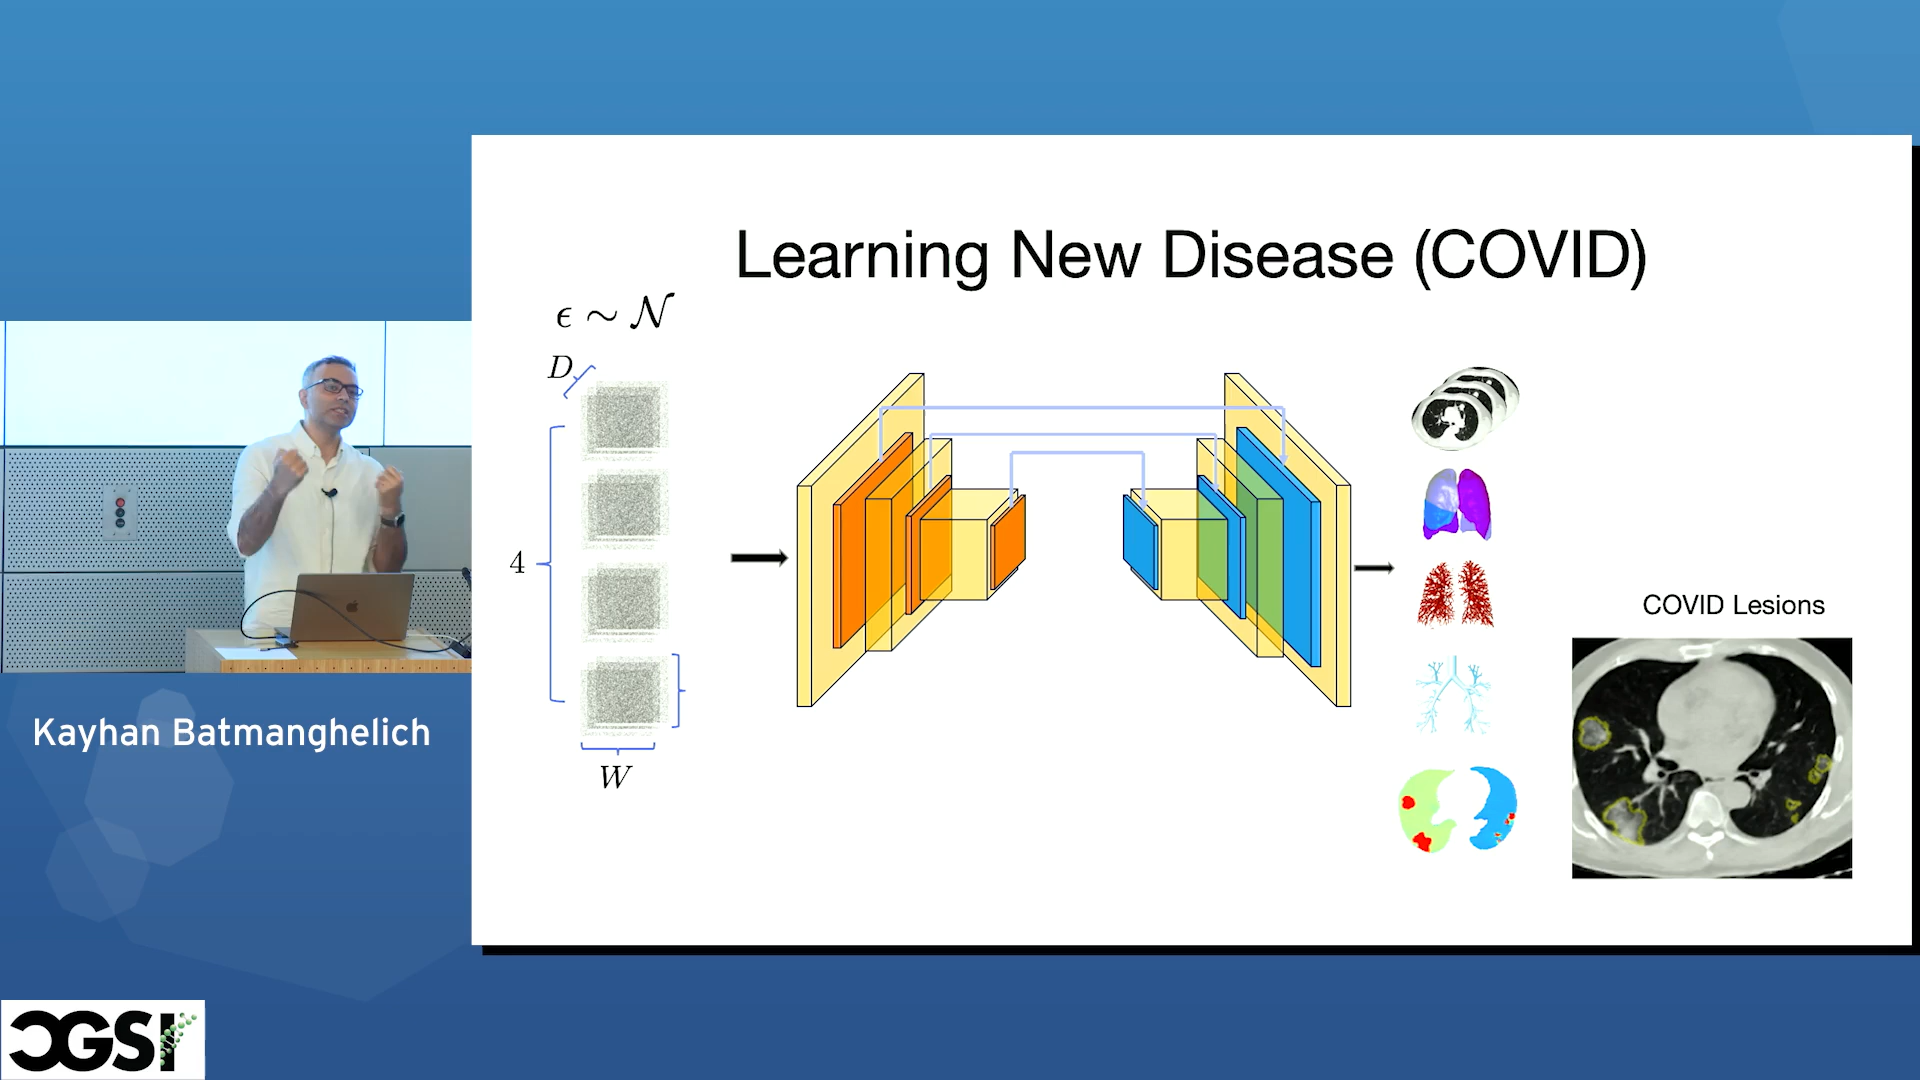 Learning New Disease (COVID)
ϵ ∼ 𝒩
D
4
W
COVID Lesions
Kayhan Batmanghelich
CGSI